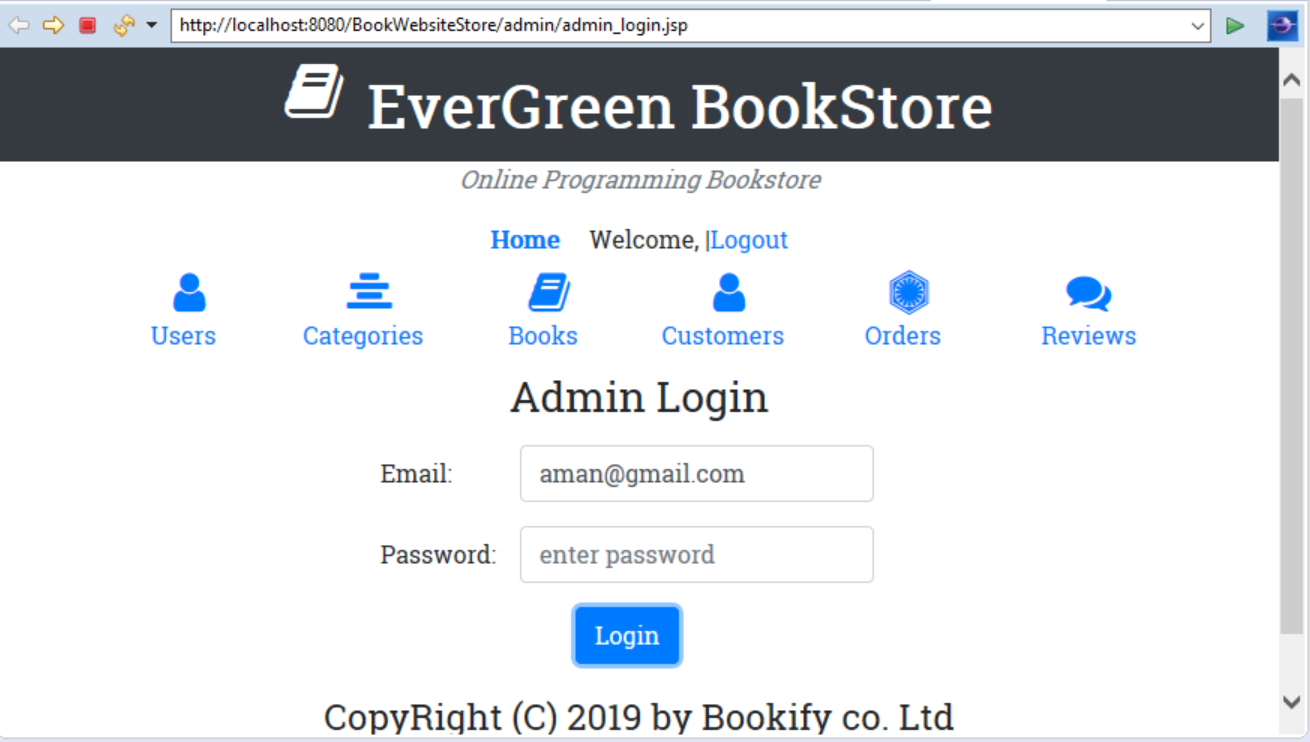 http://localhost:8080/BookWebsiteStore/admin/admin_login.jsp
EverGreen BookStore
Online Programming Bookstore
Home Welcome, |Logout
Users Categories Books Customers Orders Reviews
Admin Login
Email: aman@gmail.com
Password: enter password
Login
CopyRight (C) 2019 by Bookify co. Ltd